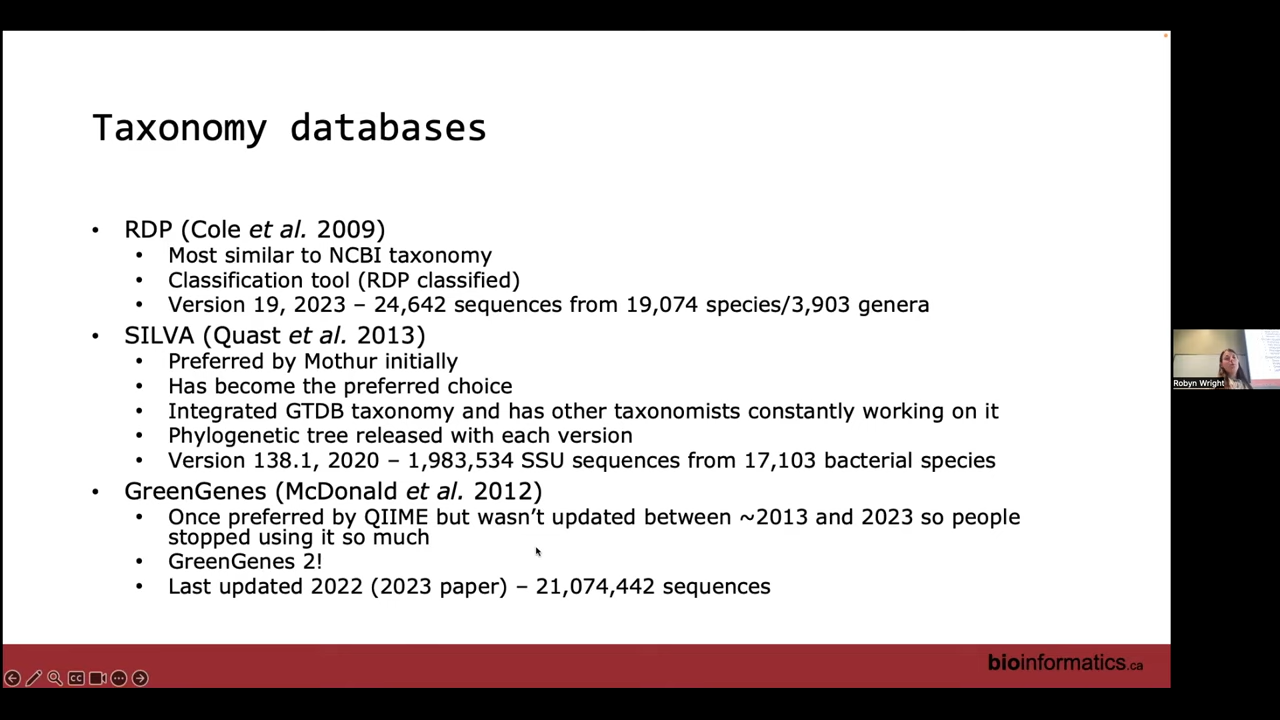 Taxonomy databases
• RDP (Cole et al. 2009)
• Most similar to NCBI taxonomy
• Classification tool (RDP classified)
• Version 19, 2023 – 24,642 sequences from 19,074 species/3,903 genera
• SILVA (Quast et al. 2013)
• Preferred by Mothur initially
• Has become the preferred choice
• Integrated GTDB taxonomy and has other taxonomists constantly working on it
• Phylogenetic tree released with each version
• Version 138.1, 2020 – 1,983,534 SSU sequences from 17,103 bacterial species
• GreenGenes (McDonald et al. 2012)
• Once preferred by QIIME but wasn’t updated between ~2013 and 2023 so people
stopped using it so much
• GreenGenes 2!
• Last updated 2022 (2023 paper) – 21,074,442 sequences
Robyn Wright
bioinformatics.ca
CC